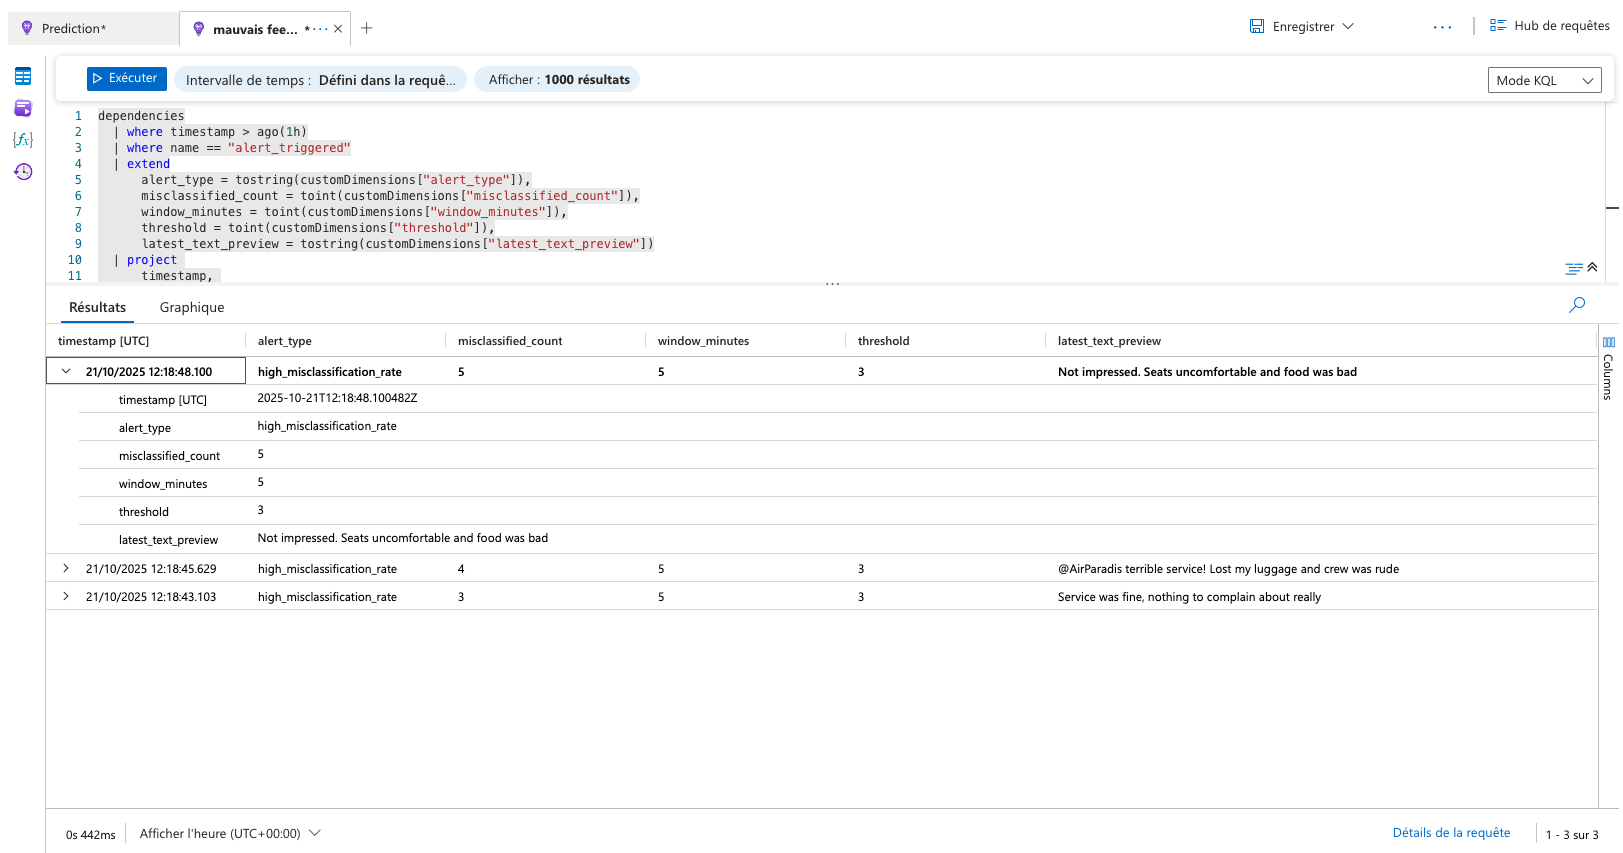 Prediction*
mauvais fee... *
Enregistrer
Hub de requêtes
Exécuter
Intervalle de temps : Défini dans la requê...
Afficher : 1000 résultats
Mode KQL
1 dependencies
2 | where timestamp > ago(1h)
3 | where name == "alert_triggered"
4 | extend
5 alert_type = tostring(customDimensions["alert_type"]),
6 misclassified_count = toint(customDimensions["misclassified_count"]),
7 window_minutes = toint(customDimensions["window_minutes"]),
8 threshold = toint(customDimensions["threshold"]),
9 latest_text_preview = tostring(customDimensions["latest_text_preview"])
10 | project
11 timestamp,
Résultats Graphique
timestamp [UTC] alert_type misclassified_count window_minutes threshold latest_text_preview
Columns
21/10/2025 12:18:48.100 high_misclassification_rate 5 5 3 Not impressed. Seats uncomfortable and food was bad
timestamp [UTC] 2025-10-21T12:18:48.100482Z
alert_type high_misclassification_rate
misclassified_count 5
window_minutes 5
threshold 3
latest_text_preview Not impressed. Seats uncomfortable and food was bad
21/10/2025 12:18:45.629 high_misclassification_rate 4 5 3 @AirParadis terrible service! Lost my luggage and crew was rude
21/10/2025 12:18:43.103 high_misclassification_rate 3 5 3 Service was fine, nothing to complain about really
0s 442ms Afficher l'heure (UTC+00:00) Détails de la requête 1 - 3 sur 3